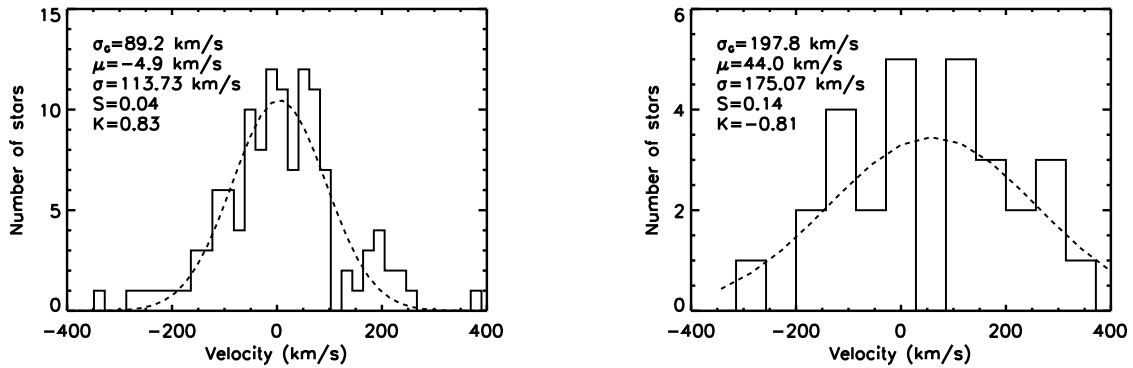 15
10
5
0
Number of stars
σG=89.2 km/s
μ=−4.9 km/s
σ=113.73 km/s
S=0.04
K=0.83
−400 −200 0 200 400
Velocity (km/s)
6
4
2
0
Number of stars
σG=197.8 km/s
μ=44.0 km/s
σ=175.07 km/s
S=0.14
K=−0.81
−400 −200 0 200 400
Velocity (km/s)